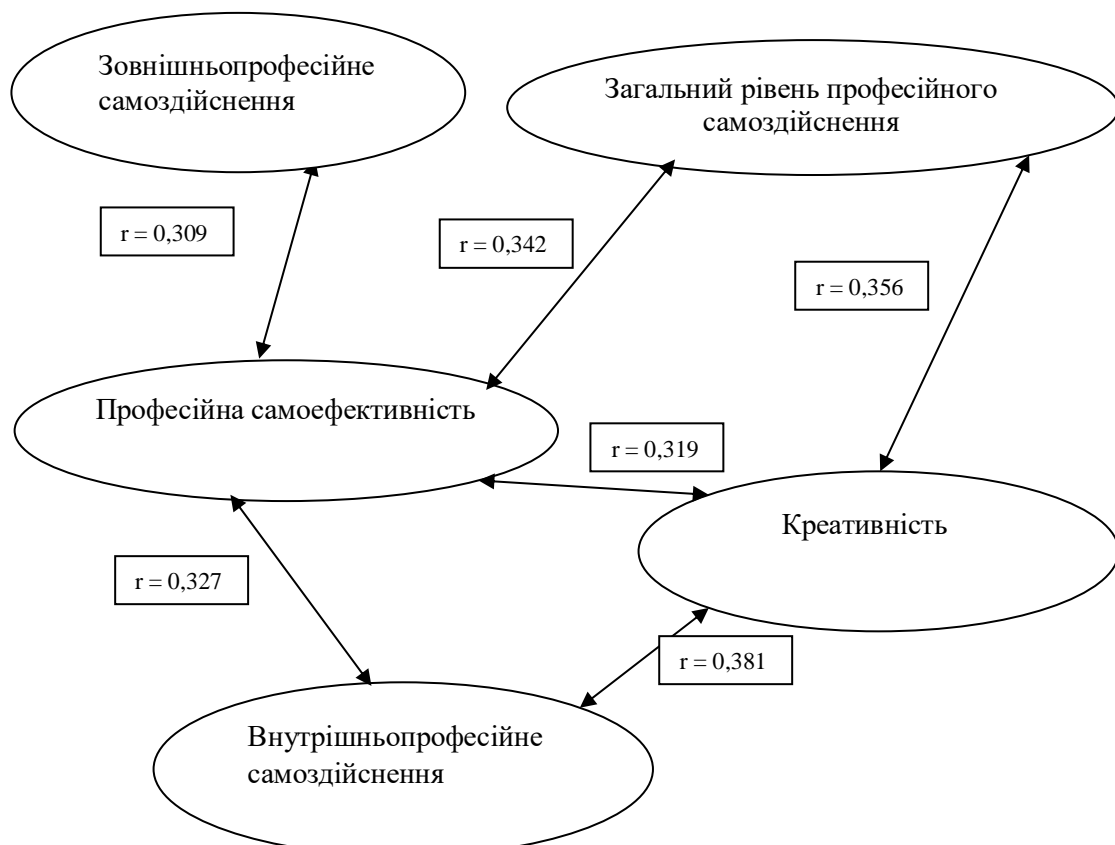 Зовнішньопрофесійне
самоздійснення
Загальний рівень професійного
самоздійснення
r = 0,309
r = 0,342
r = 0,356
Професійна самоефективність
r = 0,319
Креативність
r = 0,327
r = 0,381
Внутрішньопрофесійне
самоздійснення